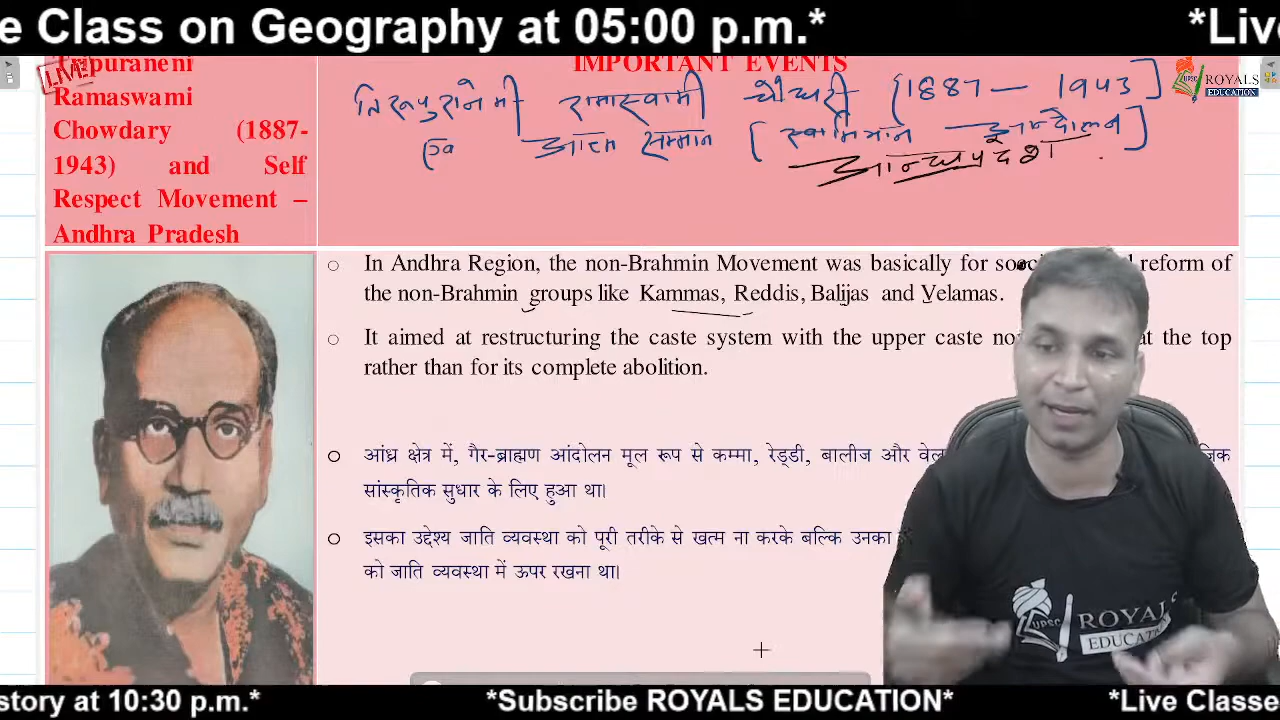 e Class on Geography at 05:00 p.m.* *Live
LIVE
Tripuraneni
Ramaswami
Chowdary (1887-
1943) and Self
Respect Movement –
Andhra Pradesh
IMPORTANT EVENTS
रामास्वामी चौधरी [1887 – 1943]
आत्म सम्मान [स्वाभिमान आन्दोलन]
आन्ध्रप्रदेश
UPSC ROYALS
EDUCATION
In Andhra Region, the non-Brahmin Movement was basically for reform of
the non-Brahmin groups like Kammas, Reddis, Balijas and Velamas.
It aimed at restructuring the caste system with the upper caste at the top
rather than for its complete abolition.
आंध्र क्षेत्र में, गैर-ब्राह्मण आंदोलन मूल रूप से कम्मा, रेड्डी, बालीज और
सांस्कृतिक सुधार के लिए हुआ था।
इसका उद्देश्य जाति व्यवस्था को पूरी तरीके से खत्म ना करके बल्कि उनका
को जाति व्यवस्था में ऊपर रखना था।
UPSC ROYALS
EDUCATION
story at 10:30 p.m.* *Subscribe ROYALS EDUCATION* *Live Classe